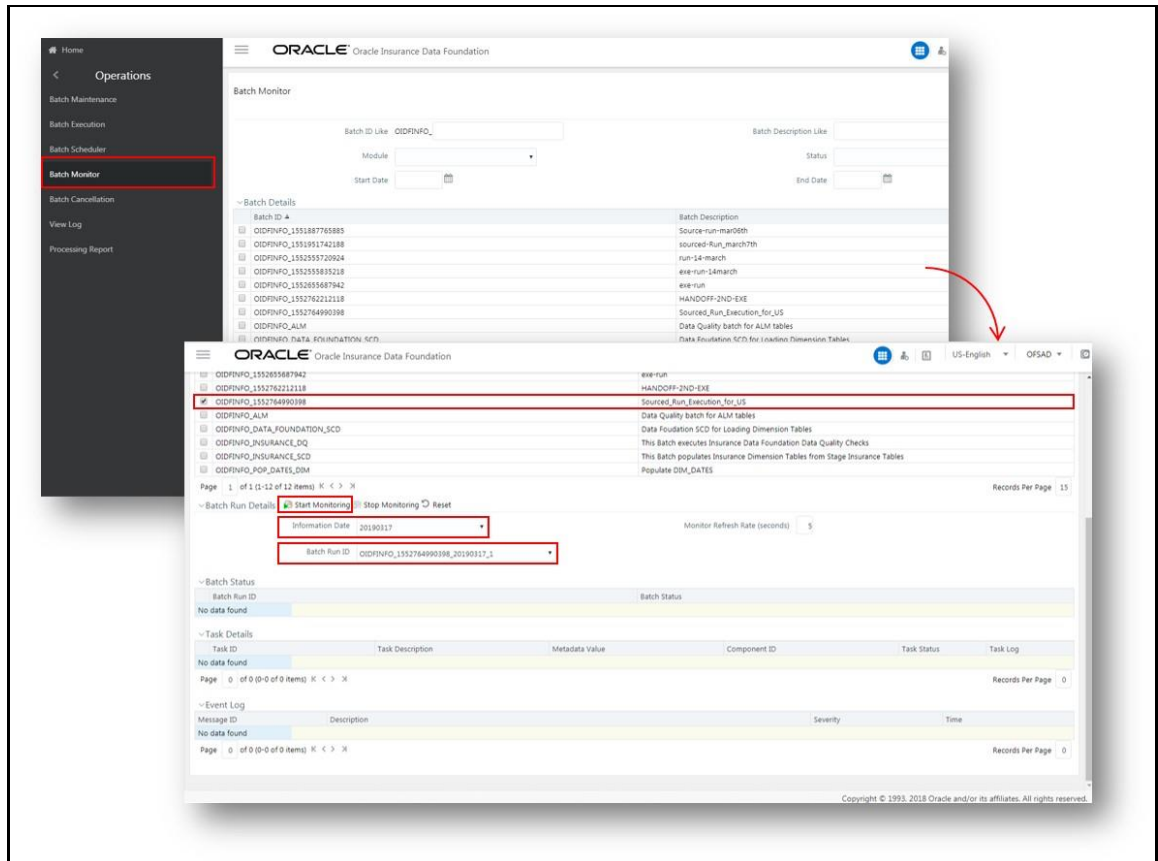 Home
ORACLE® Oracle Insurance Data Foundation
< Operations
Batch Maintenance
Batch Execution
Batch Scheduler
Batch Monitor
Batch Cancellation
View Log
Processing Report
Batch Monitor
Batch ID Like OIDFINFO_
Batch Description Like
Module
Status
Start Date
End Date
Batch Details
Batch ID Batch Description
OIDFINFO_1551887765885 Source-run-mar06th
OIDFINFO_1551951742188 sourced-Run_march7th
OIDFINFO_1552555720924 run-14-march
OIDFINFO_1552555835218 exe-run-14march
OIDFINFO_1552655687942 exe-run
OIDFINFO_1552762212118 HANDOFF-2ND-EXE
OIDFINFO_1552764990398 Sourced_Run_Execution_for_US
OIDFINFO_ALM Data Quality batch for ALM tables
OIDFINFO_DATA_FOUNDATION_SCD Data Foudation SCD for Loading Dimension Tables
ORACLE® Oracle Insurance Data Foundation US-English OFSAD
OIDFINFO_1552655687942 exe-run
OIDFINFO_1552762212118 HANDOFF-2ND-EXE
OIDFINFO_1552764990398 Sourced_Run_Execution_for_US
OIDFINFO_ALM Data Quality batch for ALM tables
OIDFINFO_DATA_FOUNDATION_SCD Data Foudation SCD for Loading Dimension Tables
OIDFINFO_INSURANCE_DQ This Batch executes Insurance Data Foundation Data Quality Checks
OIDFINFO_INSURANCE_SCD This Batch populates Insurance Dimension Tables from Stage Insurance Tables
OIDFINFO_POP_DATES_DIM Populate DIM_DATES
Page 1 of 1 (1-12 of 12 items) K < > Records Per Page 15
Batch Run Details Start Monitoring Stop Monitoring Reset
Information Date 20190317 Monitor Refresh Rate (seconds) 5
Batch Run ID OIDFINFO_1552764990398_20190317_1
Batch Status
Batch Run ID Batch Status
No data found
Task Details
Task ID Task Description Metadata Value Component ID Task Status Task Log
No data found
Page 0 of 0 (0-0 of 0 items) K < > Records Per Page 0
Event Log
Message ID Description Severity Time
No data found
Page 0 of 0 (0-0 of 0 items) K < > Records Per Page 0
Copyright © 1993, 2018 Oracle and/or its affiliates. All rights reserved.